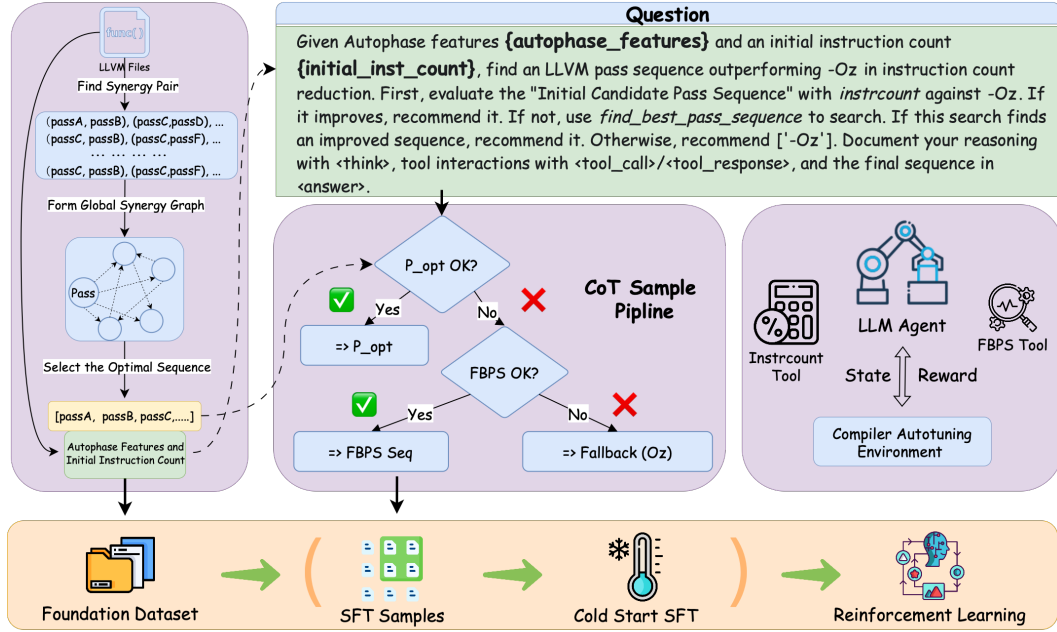 func( )
LLVM Files
Find Synergy Pair
(passA, passB), (passC,passD), ...
(passC, passB), (passC,passF), ...
... ... ... ...
(passC, passB), (passC,passF), ...
Form Global Synergy Graph
Pass
Select the Optimal Sequence
[passA, passB, passC,.....]
Autophase Features and
Initial Instruction Count
Question
Given Autophase features {autophase_features} and an initial instruction count
{initial_inst_count}, find an LLVM pass sequence outperforming -Oz in instruction count
reduction. First, evaluate the "Initial Candidate Pass Sequence" with instrcount against -Oz. If
it improves, recommend it. If not, use find_best_pass_sequence to search. If this search finds
an improved sequence, recommend it. Otherwise, recommend ['-Oz']. Document your reasoning
with <think>, tool interactions with <tool_call>/<tool_response>, and the final sequence in
<answer>.
P_opt OK?
CoT Sample
Pipline
Yes
No
=> P_opt
FBPS OK?
Yes
No
=> FBPS Seq
=> Fallback (Oz)
LLM Agent
Instrcount
Tool
FBPS Tool
State
Reward
Compiler Autotuning
Environment
Foundation Dataset
(
SFT Samples
Cold Start SFT
)
Reinforcement Learning